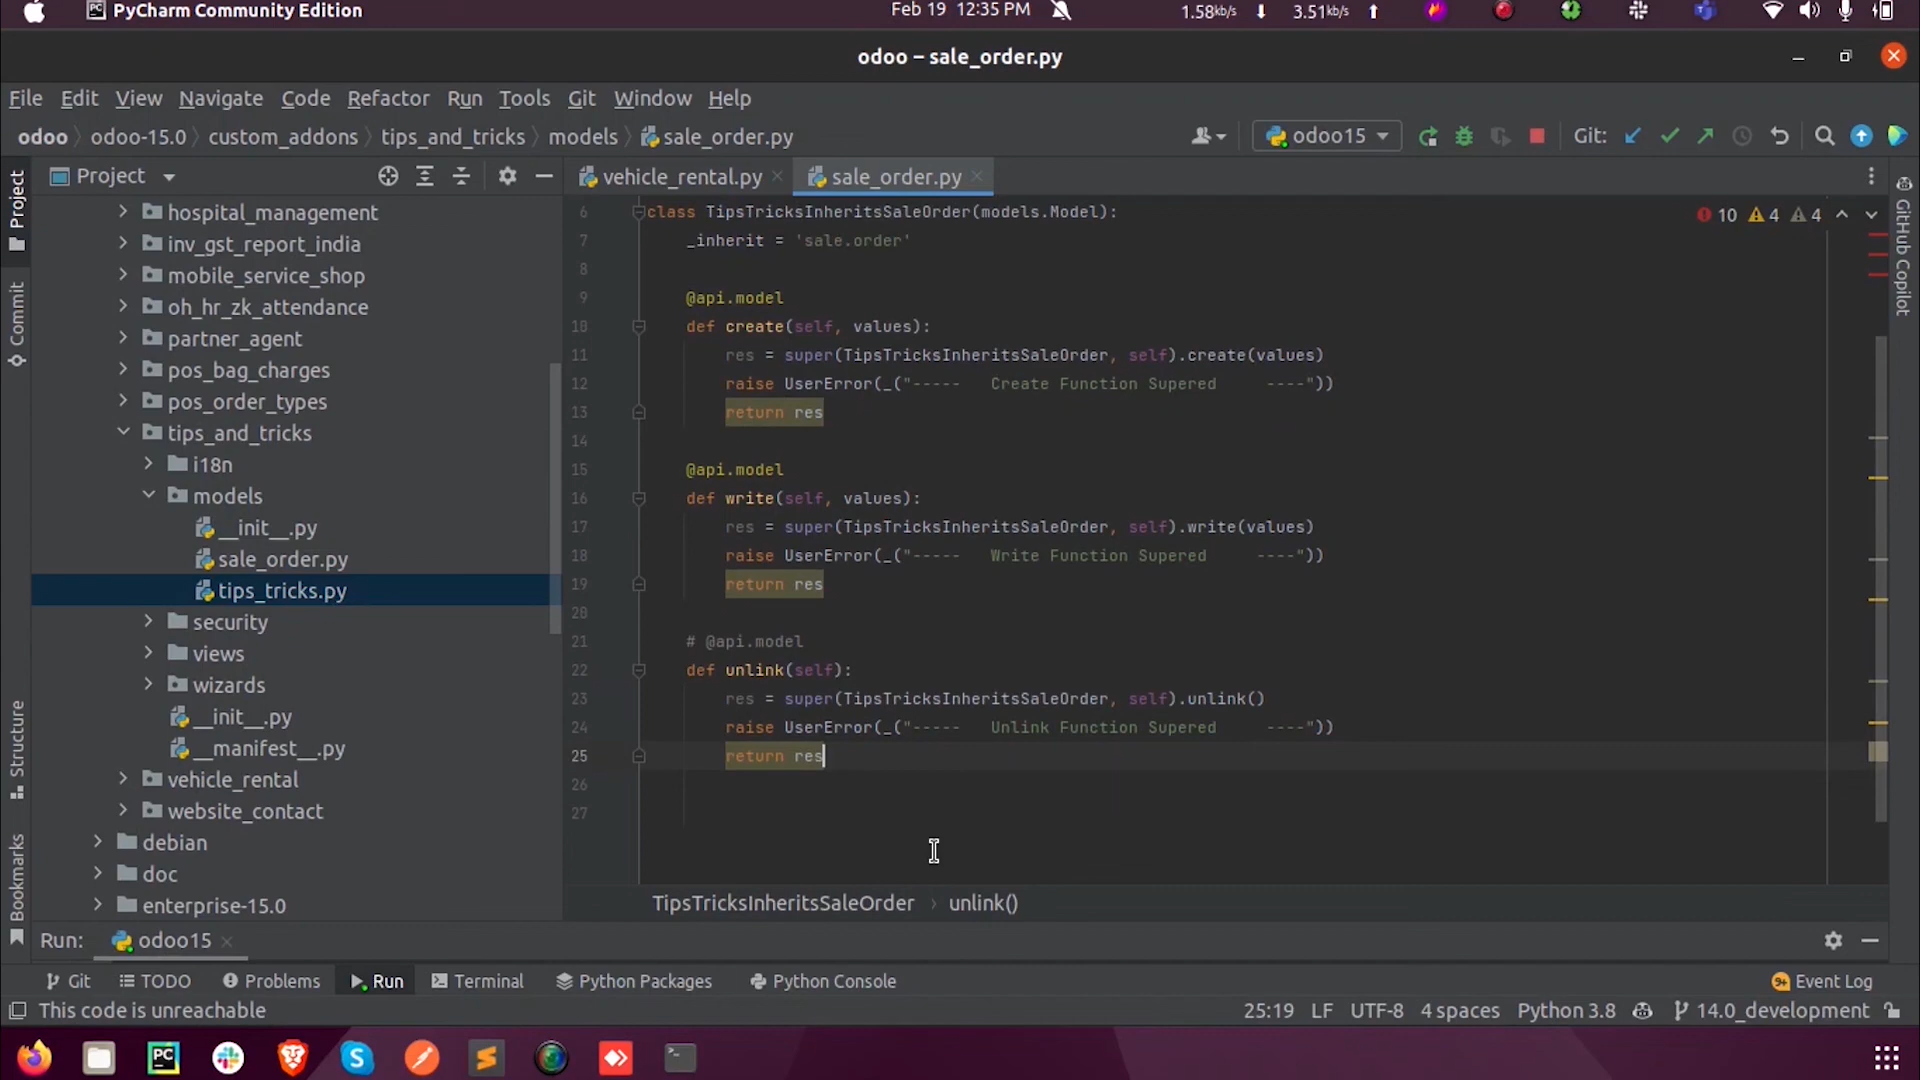 PyCharm Community Edition
Feb 19 12:35 PM
1.58kb/s
3.51kb/s
odoo – sale_order.py
File Edit View Navigate Code Refactor Run Tools Git Window Help
odoo odoo-15.0 custom_addons tips_and_tricks models sale_order.py
odoo15
Git:
Project
vehicle_rental.py
sale_order.py
Project
Commit
Structure
Bookmarks
hospital_management
inv_gst_report_india
mobile_service_shop
oh_hr_zk_attendance
partner_agent
pos_bag_charges
pos_order_types
tips_and_tricks
i18n
models
__init__.py
sale_order.py
tips_tricks.py
security
views
wizards
__init__.py
__manifest__.py
vehicle_rental
website_contact
debian
doc
enterprise-15.0
10 4 4
GitHub Copilot
6 class TipsTricksInheritsSaleOrder(models.Model):
7 _inherit = 'sale.order'
8
9 @api.model
10 def create(self, values):
11 res = super(TipsTricksInheritsSaleOrder, self).create(values)
12 raise UserError(_("-----   Create Function Supered     ----"))
13 return res
14
15 @api.model
16 def write(self, values):
17 res = super(TipsTricksInheritsSaleOrder, self).write(values)
18 raise UserError(_("-----   Write Function Supered     ----"))
19 return res
20
21 # @api.model
22 def unlink(self):
23 res = super(TipsTricksInheritsSaleOrder, self).unlink()
24 raise UserError(_("-----   Unlink Function Supered     ----"))
25 return res
26
27
TipsTricksInheritsSaleOrder › unlink()
Run: odoo15
Git TODO Problems Run Terminal Python Packages Python Console
9+ Event Log
This code is unreachable
25:19 LF UTF-8 4 spaces Python 3.8 14.0_development